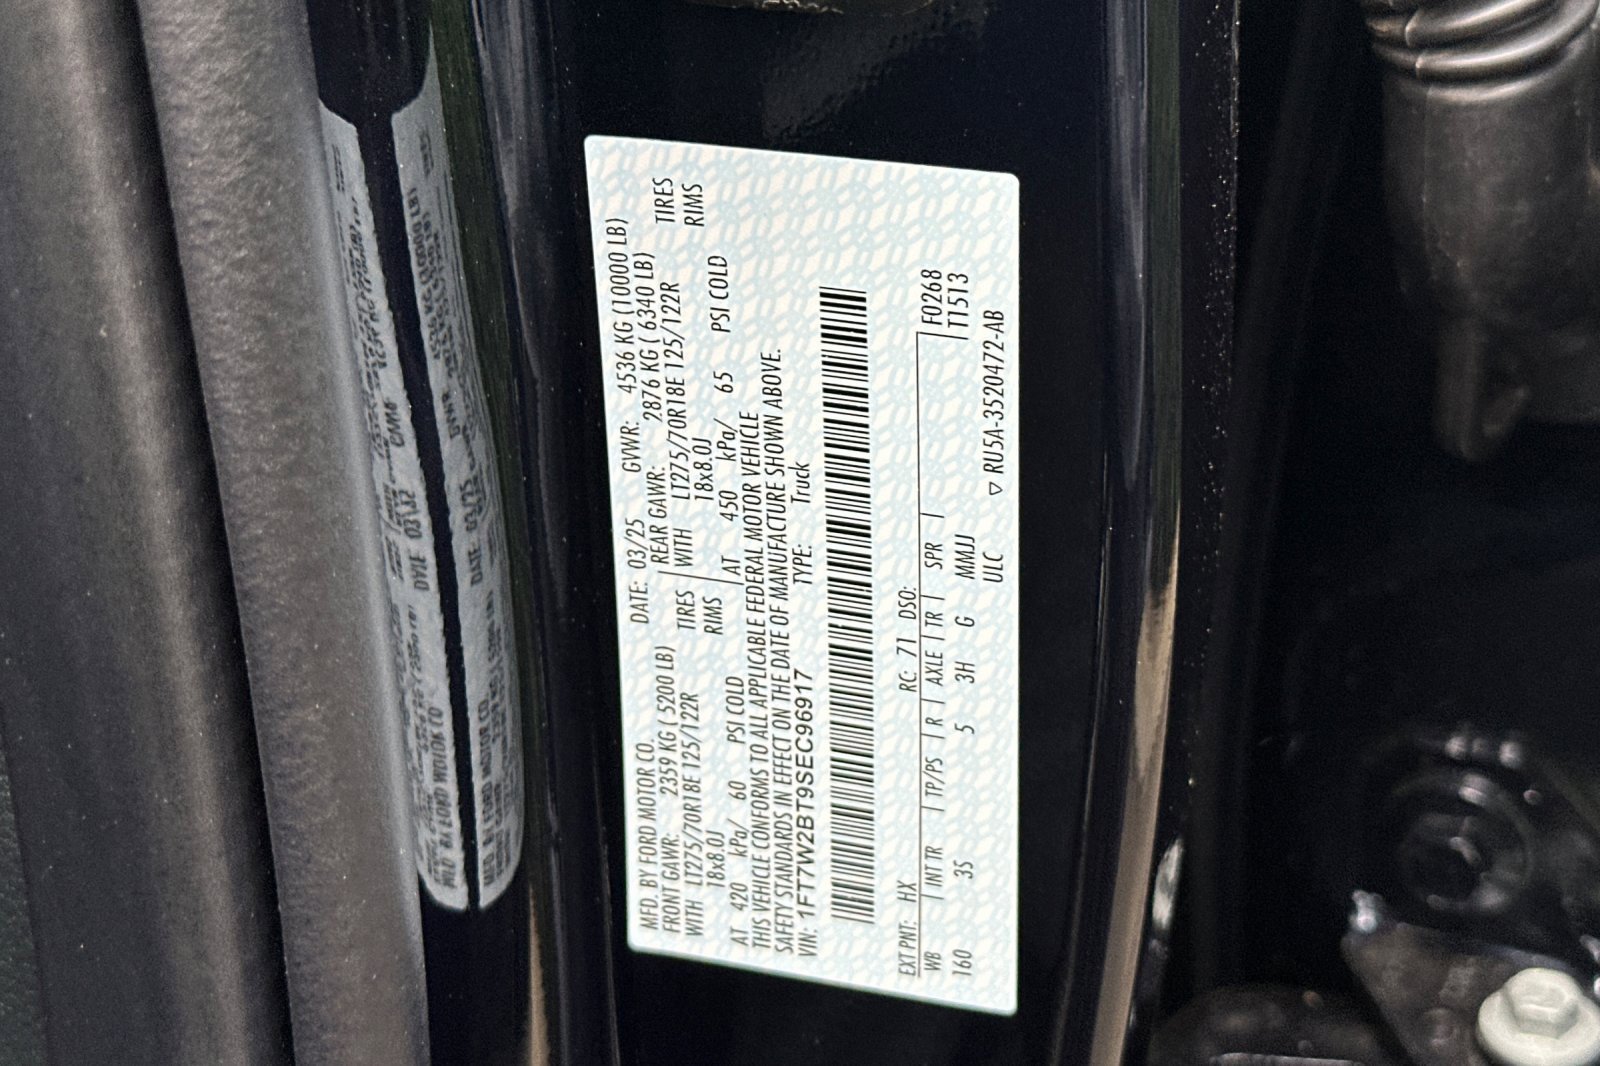 MFD. BY FORD MOTOR CO.
DATE: 03/25 GVWR: 4536 KG (10000 LB)
FRONT GAWR: 2359 KG ( 5200 LB) REAR GAWR: 2876 KG ( 6340 LB)
WITH LT275/70R18E 125/122R TIRES WITH LT275/70R18E 125/122R TIRES
18x8.0J RIMS 18x8.0J RIMS
AT 420 kPa/ 60 PSI COLD AT 450 kPa/ 65 PSI COLD
THIS VEHICLE CONFORMS TO ALL APPLICABLE FEDERAL MOTOR VEHICLE
SAFETY STANDARDS IN EFFECT ON THE DATE OF MANUFACTURE SHOWN ABOVE.
VIN: 1FT7W2BT9SEC96917 TYPE: Truck
EXT PNT: HX RC: 71 DSO: F0268
WB INT TR TP/PS R AXLE TR SPR T1513
160 3S 5 3H G MMJJ
ULC ▽ RU5A-3520472-AB